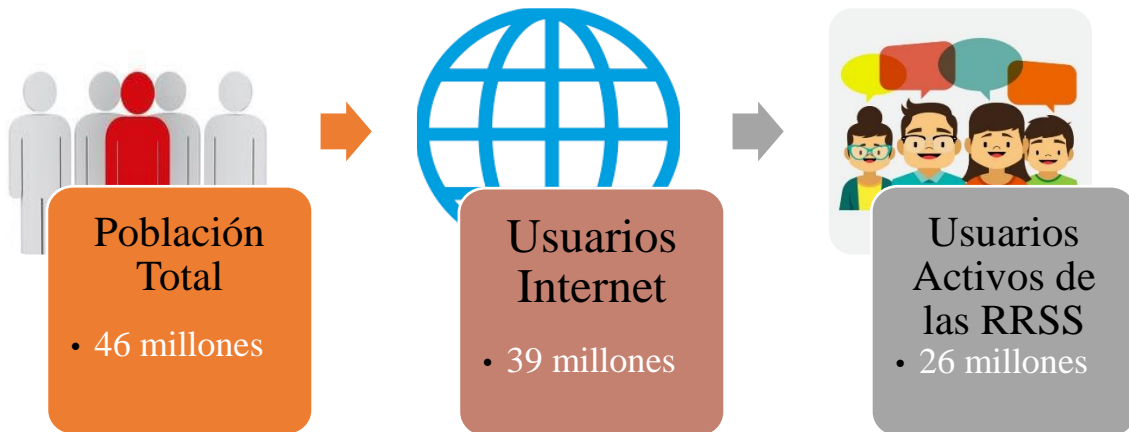 Población
Total
• 46 millones
Usuarios
Internet
• 39 millones
Usuarios
Activos de
las RRSS
• 26 millones